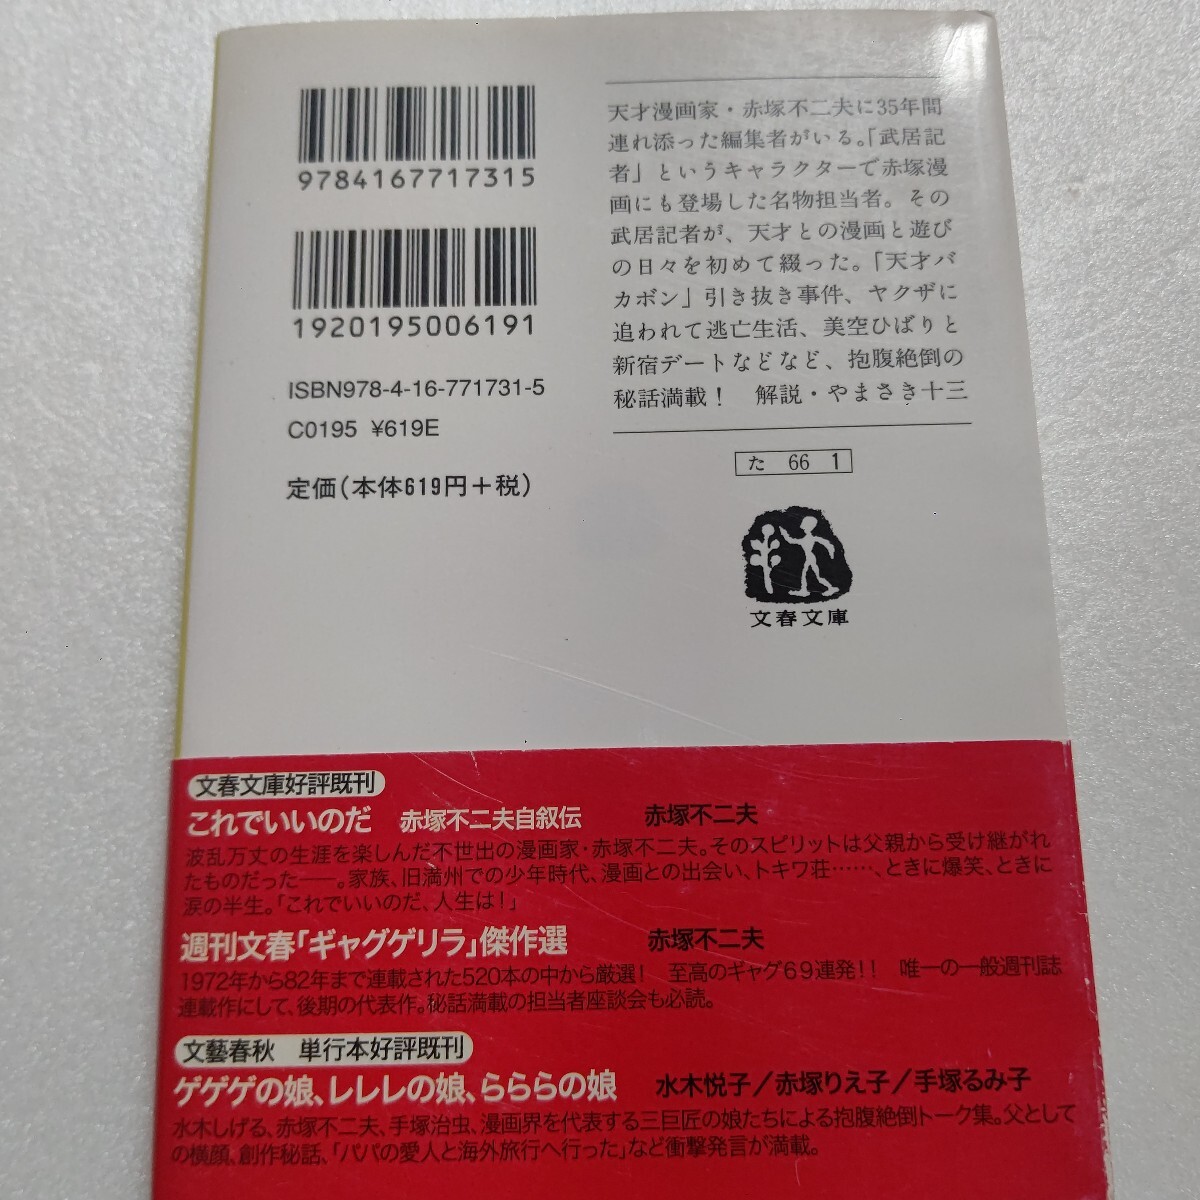 9784167717315
1920195006191
ISBN978-4-16-771731-5
C0195 ¥619E
定価(本体619円+税)
天才漫画家・赤塚不二夫に35年間
連れ添った編集者がいる。「武居記
者」というキャラクターで赤塚漫
画にも登場した名物担当者。その
武居記者が、天才との漫画と遊び
の日々を初めて綴った。「天才バ
カボン」引き抜き事件、ヤクザに
追われて逃亡生活、美空ひばりと
新宿デートなどなど、抱腹絶倒の
秘話満載! 解説・やまさき十三
た 66 1
文春文庫
文春文庫好評既刊
これでいいのだ 赤塚不二夫自叙伝 赤塚不二夫
波乱万丈の生涯を楽しんだ不世出の漫画家・赤塚不二夫。そのスピリットは父親から受け継がれ
たものだった――。家族、旧満州での少年時代、漫画との出会い、トキワ荘……、ときに爆笑、ときに
涙の半生。「これでいいのだ、人生は!」
週刊文春「ギャグゲリラ」傑作選 赤塚不二夫
1972年から82年まで連載された520本の中から厳選! 至高のギャグ69連発!! 唯一の一般週刊誌
連載作にして、後期の代表作。秘話満載の担当者座談会も必読。
文藝春秋 単行本好評既刊
ゲゲゲの娘、レレレの娘、らららの娘 水木悦子/赤塚りえ子/手塚るみ子
水木しげる、赤塚不二夫、手塚治虫、漫画界を代表する三巨匠の娘たちによる抱腹絶倒トーク集。父として
の横顔、創作秘話、「パパの愛人と海外旅行へ行った」など衝撃発言が満載。